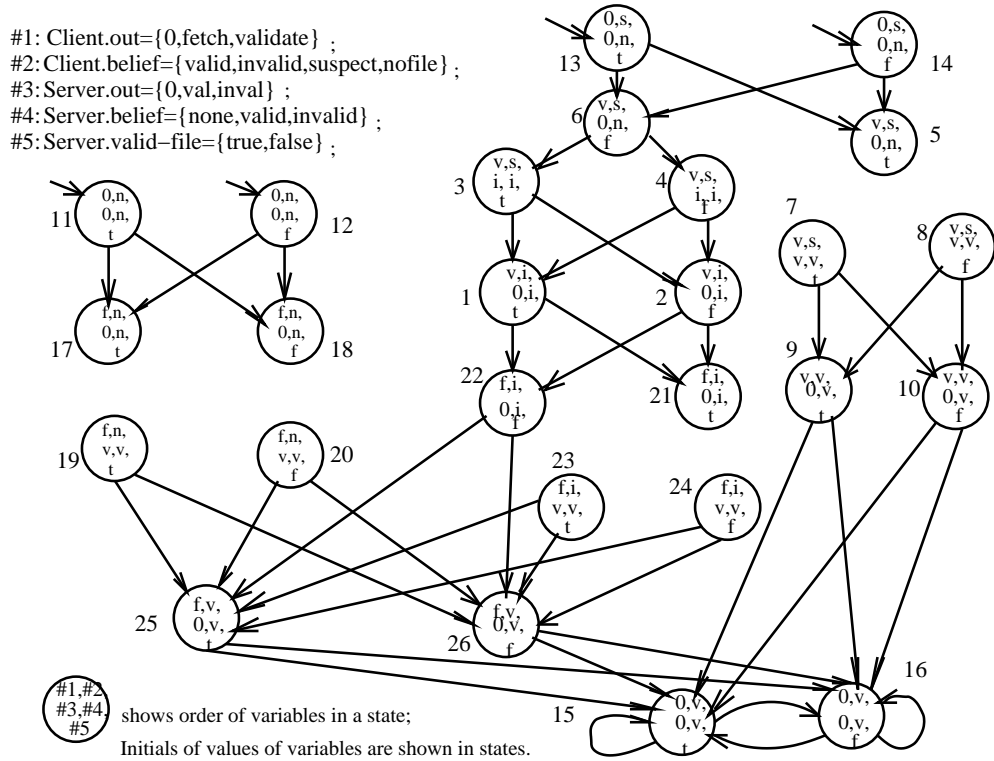 #1: Client.out={0,fetch,validate} ;
#2: Client.belief={valid,invalid,suspect,nofile} ;
#3: Server.out={0,val,inval} ;
#4: Server.belief={none,valid,invalid} ;
#5: Server.valid−file={true,false} ;
0,s,
0,n,
t
13
0,s,
0,n,
f
14
v,s,
0,n,
f
6
v,s,
0,n,
t
5
v,s,
i, i,
t
3
v,s,
i, i,
f
4
0,n,
0,n,
t
11
0,n,
0,n,
f
12
v,s,
v,v,
t
7
v,s,
v,v,
f
8
v,i,
0,i,
t
1
v,i,
0,i,
f
2
f,n,
0,n,
t
17
f,n,
0,n,
f
18
v,v,
0,v,
t
9
v,v,
0,v,
f
10
f,i,
0,i,
f
22
f,i,
0,i,
t
21
f,n,
v,v,
t
19
f,n,
v,v,
f
20
f,i,
v,v,
t
23
f,i,
v,v,
f
24
f,v,
0,v,
t
25
f,v,
0,v,
f
26
0,v,
0,v,
t
15
0,v,
0,v,
f
16
#1,#2,
#3,#4,
#5
shows order of variables in a state;
Initials of values of variables are shown in states.